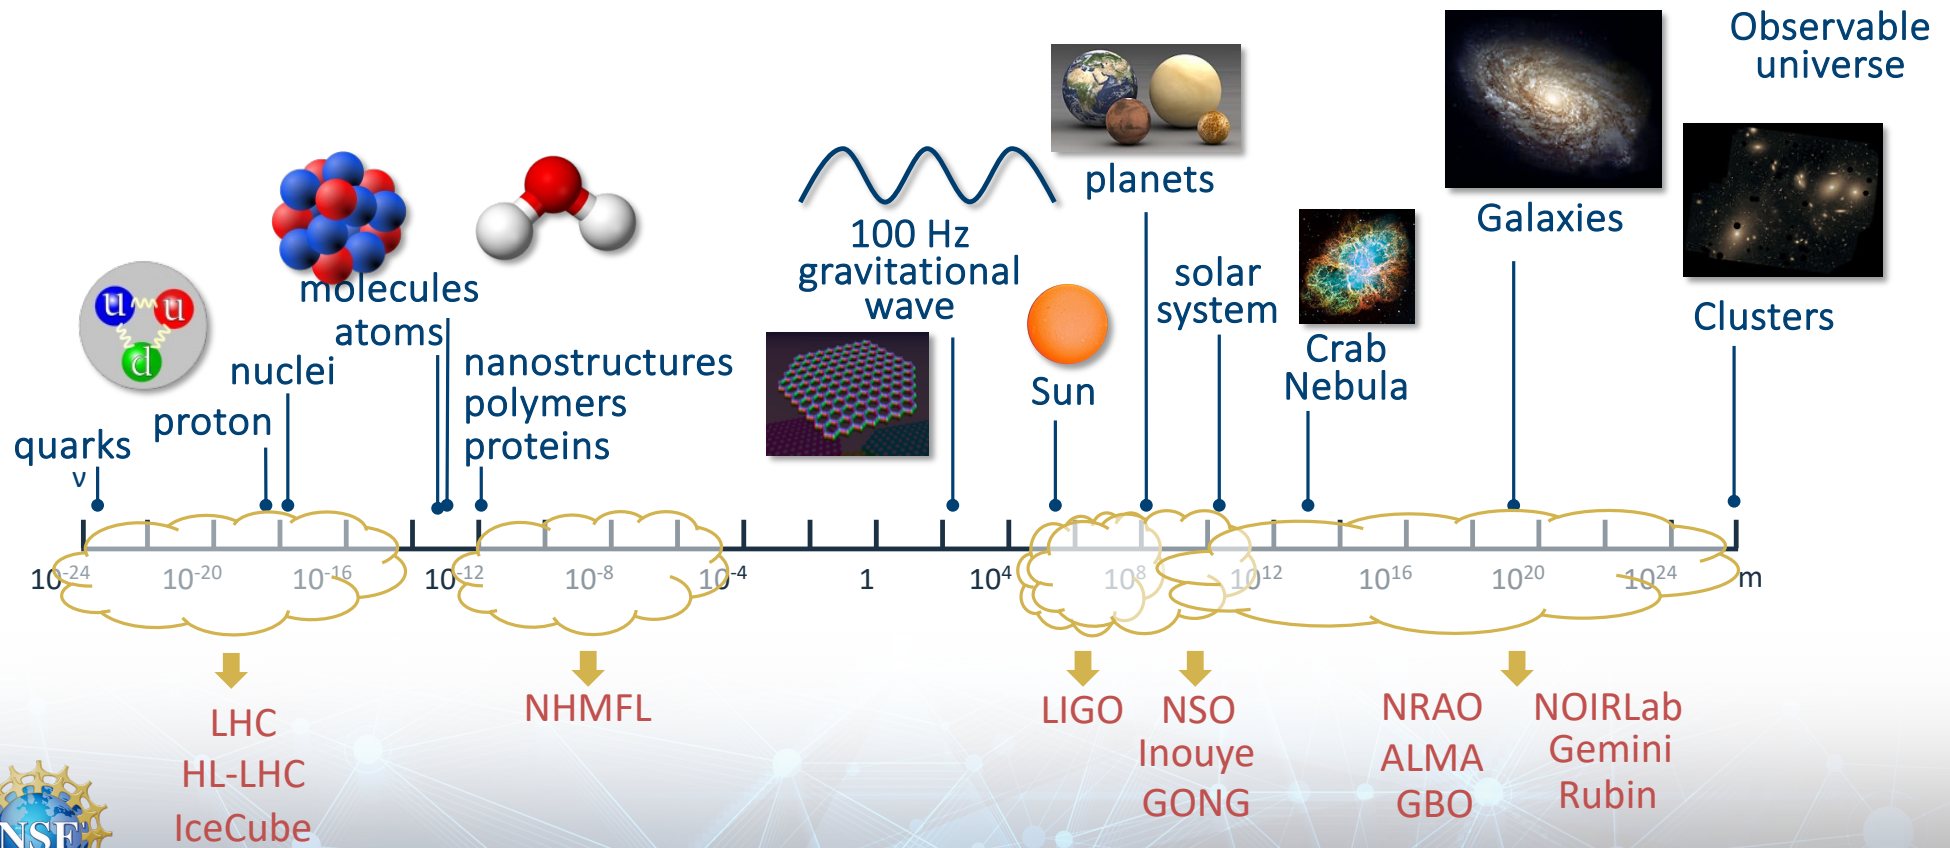 Observable
universe
planets
Galaxies
100 Hz
gravitational
wave
solar
system
molecules
atoms
u u
d
Clusters
Crab
Nebula
nanostructures
polymers
proteins
nuclei
Sun
proton
quarks
ν
10-24 10-20 10-16 10-12 10-8 10-4 1 10⁴ 10⁸ 10¹² 10¹⁶ 10²⁰ 10²⁴ m
LHC
HL-LHC
IceCube
NHMFL
LIGO
NSO
Inouye
GONG
NRAO
ALMA
GBO
NOIRLab
Gemini
Rubin
NSF